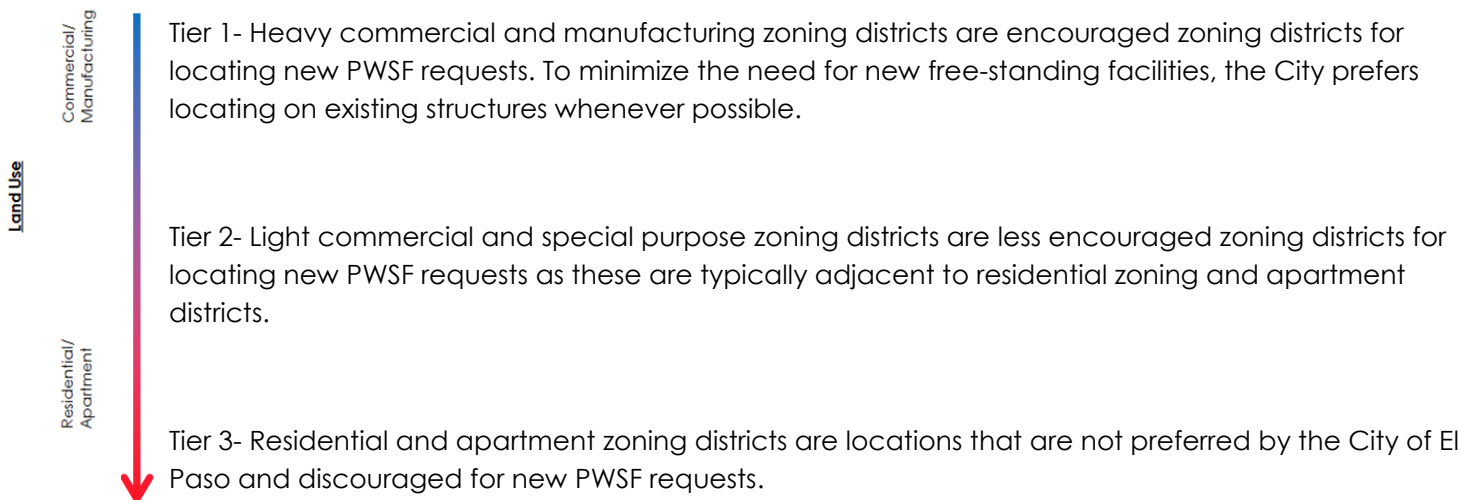 Land Use
Commercial/
Manufacturing
Tier 1- Heavy commercial and manufacturing zoning districts are encouraged zoning districts for
locating new PWSF requests. To minimize the need for new free-standing facilities, the City prefers
locating on existing structures whenever possible.
Tier 2- Light commercial and special purpose zoning districts are less encouraged zoning districts for
locating new PWSF requests as these are typically adjacent to residential zoning and apartment
districts.
Residential/
Apartment
Tier 3- Residential and apartment zoning districts are locations that are not preferred by the City of El
Paso and discouraged for new PWSF requests.